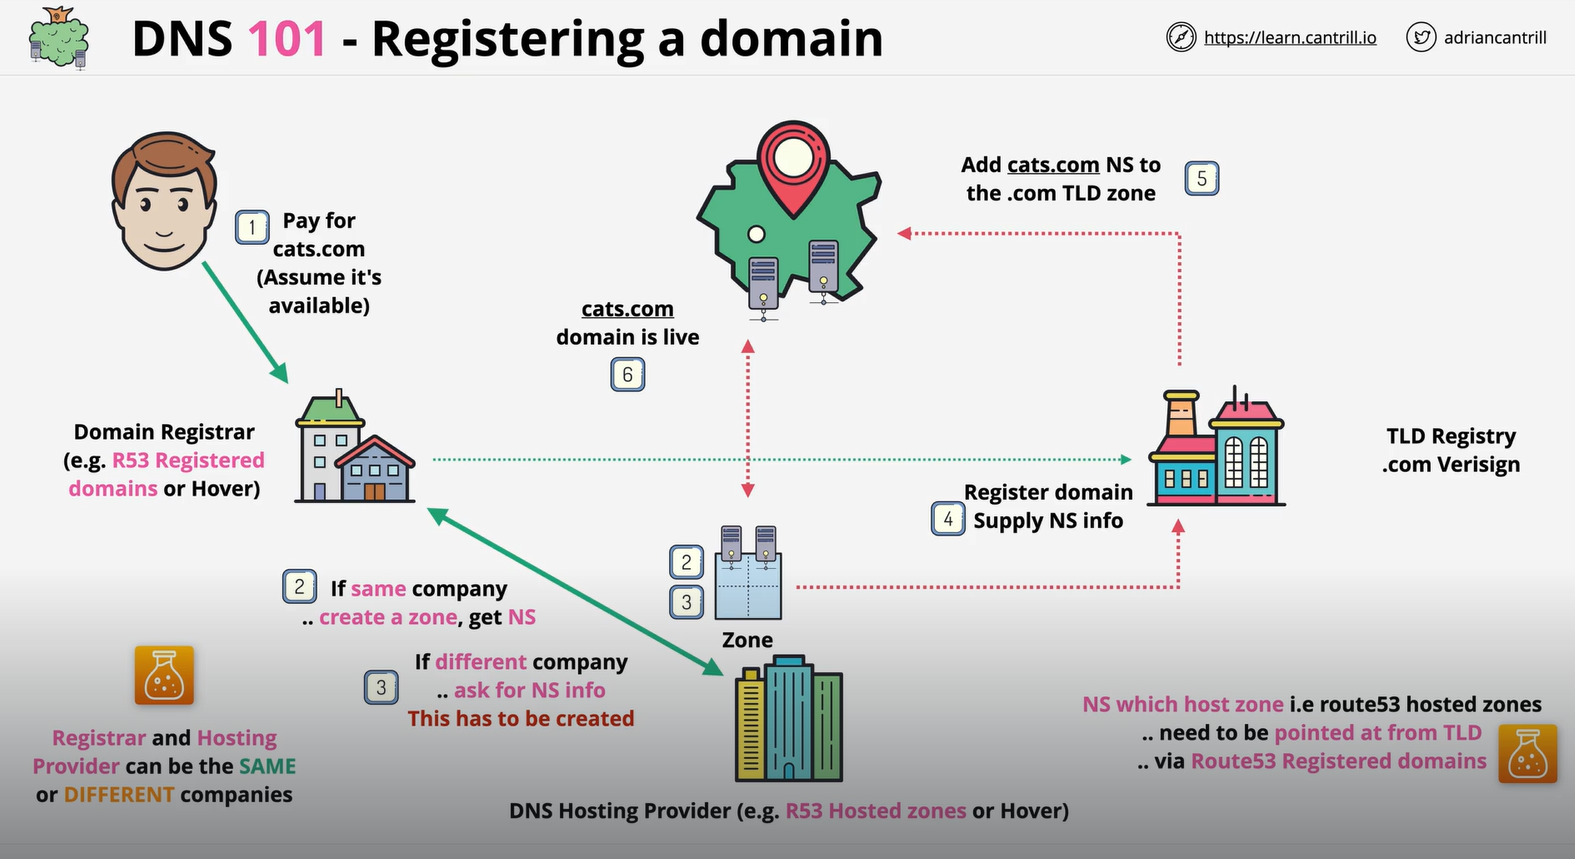 DNS 101 - Registering a domain
https://learn.cantrill.io
adriancantrill
1
Pay for
cats.com
(Assume it's
available)
Add cats.com NS to
the .com TLD zone
5
cats.com
domain is live
6
Domain Registrar
(e.g. R53 Registered
domains or Hover)
TLD Registry
.com Verisign
Register domain
4
Supply NS info
2
If same company
.. create a zone, get NS
2
3
Zone
3
If different company
.. ask for NS info
This has to be created
Registrar and Hosting
Provider can be the SAME
or DIFFERENT companies
NS which host zone i.e route53 hosted zones
.. need to be pointed at from TLD
.. via Route53 Registered domains
DNS Hosting Provider (e.g. R53 Hosted zones or Hover)